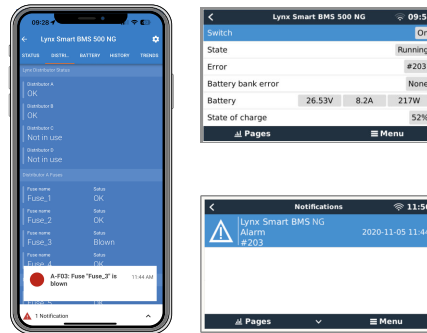 09:28
Lynx Smart BMS 500 NG
STATUS DISTRI.. BATTERY HISTORY TRENDS
Lynx Distributor Status
Distributor A
OK
Distributor B
OK
Distributor C
Not in use
Distributor D
Not in use
Distributor A Fuses
Fuse name Status
Fuse_1 OK
Fuse name Status
Fuse_2 OK
Fuse name Status
Fuse_3 Blown
Fuse name Status
Fuse_4 OK
A-F03: Fuse "Fuse_3" is 11:44 AM
blown
1 Notification
Lynx Smart BMS 500 NG 09:5
Switch On
State Running
Error #203
Battery bank error None
Battery 26.53V 8.2A 217W
State of charge 52%
Pages Menu
Notifications 11:50
Lynx Smart BMS NG
Alarm 2020-11-05 11:44
#203
Pages Menu